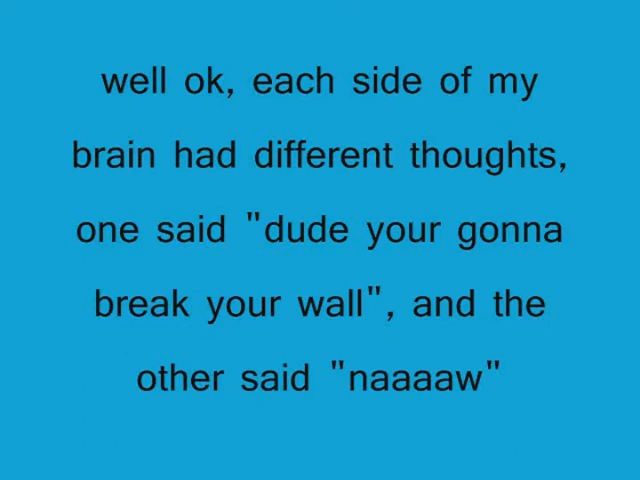 well ok, each side of my
brain had different thoughts,
one said "dude your gonna
break your wall", and the
other said "naaaaw"